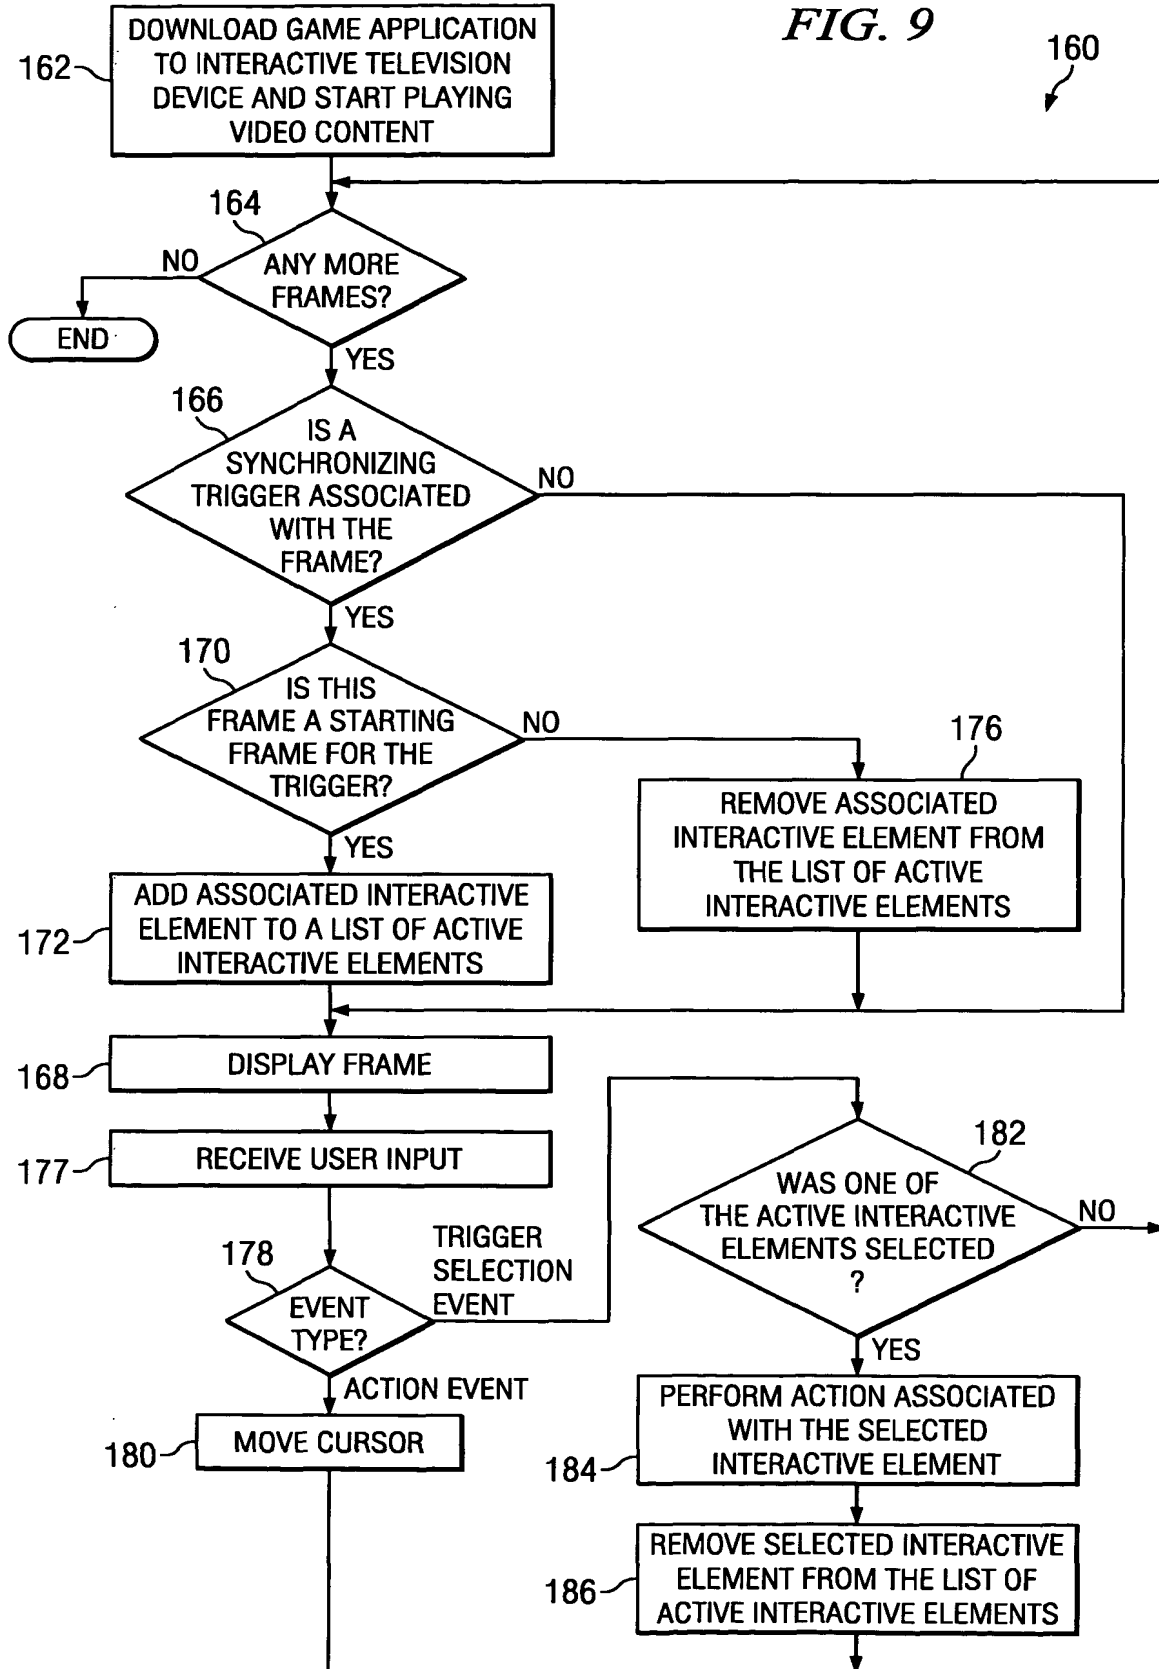 FIG. 9
160
162
DOWNLOAD GAME APPLICATION
TO INTERACTIVE TELEVISION
DEVICE AND START PLAYING
VIDEO CONTENT
164
NO
ANY MORE
FRAMES?
END
YES
166
IS A
SYNCHRONIZING
TRIGGER ASSOCIATED
WITH THE
FRAME?
NO
YES
170
IS THIS
FRAME A STARTING
FRAME FOR THE
TRIGGER?
NO
176
REMOVE ASSOCIATED
INTERACTIVE ELEMENT FROM
THE LIST OF ACTIVE
INTERACTIVE ELEMENTS
YES
172
ADD ASSOCIATED INTERACTIVE
ELEMENT TO A LIST OF ACTIVE
INTERACTIVE ELEMENTS
168
DISPLAY FRAME
177
RECEIVE USER INPUT
178
EVENT
TYPE?
TRIGGER
SELECTION
EVENT
182
WAS ONE OF
THE ACTIVE INTERACTIVE
ELEMENTS SELECTED
?
NO
YES
ACTION EVENT
180
MOVE CURSOR
184
PERFORM ACTION ASSOCIATED
WITH THE SELECTED
INTERACTIVE ELEMENT
186
REMOVE SELECTED INTERACTIVE
ELEMENT FROM THE LIST OF
ACTIVE INTERACTIVE ELEMENTS